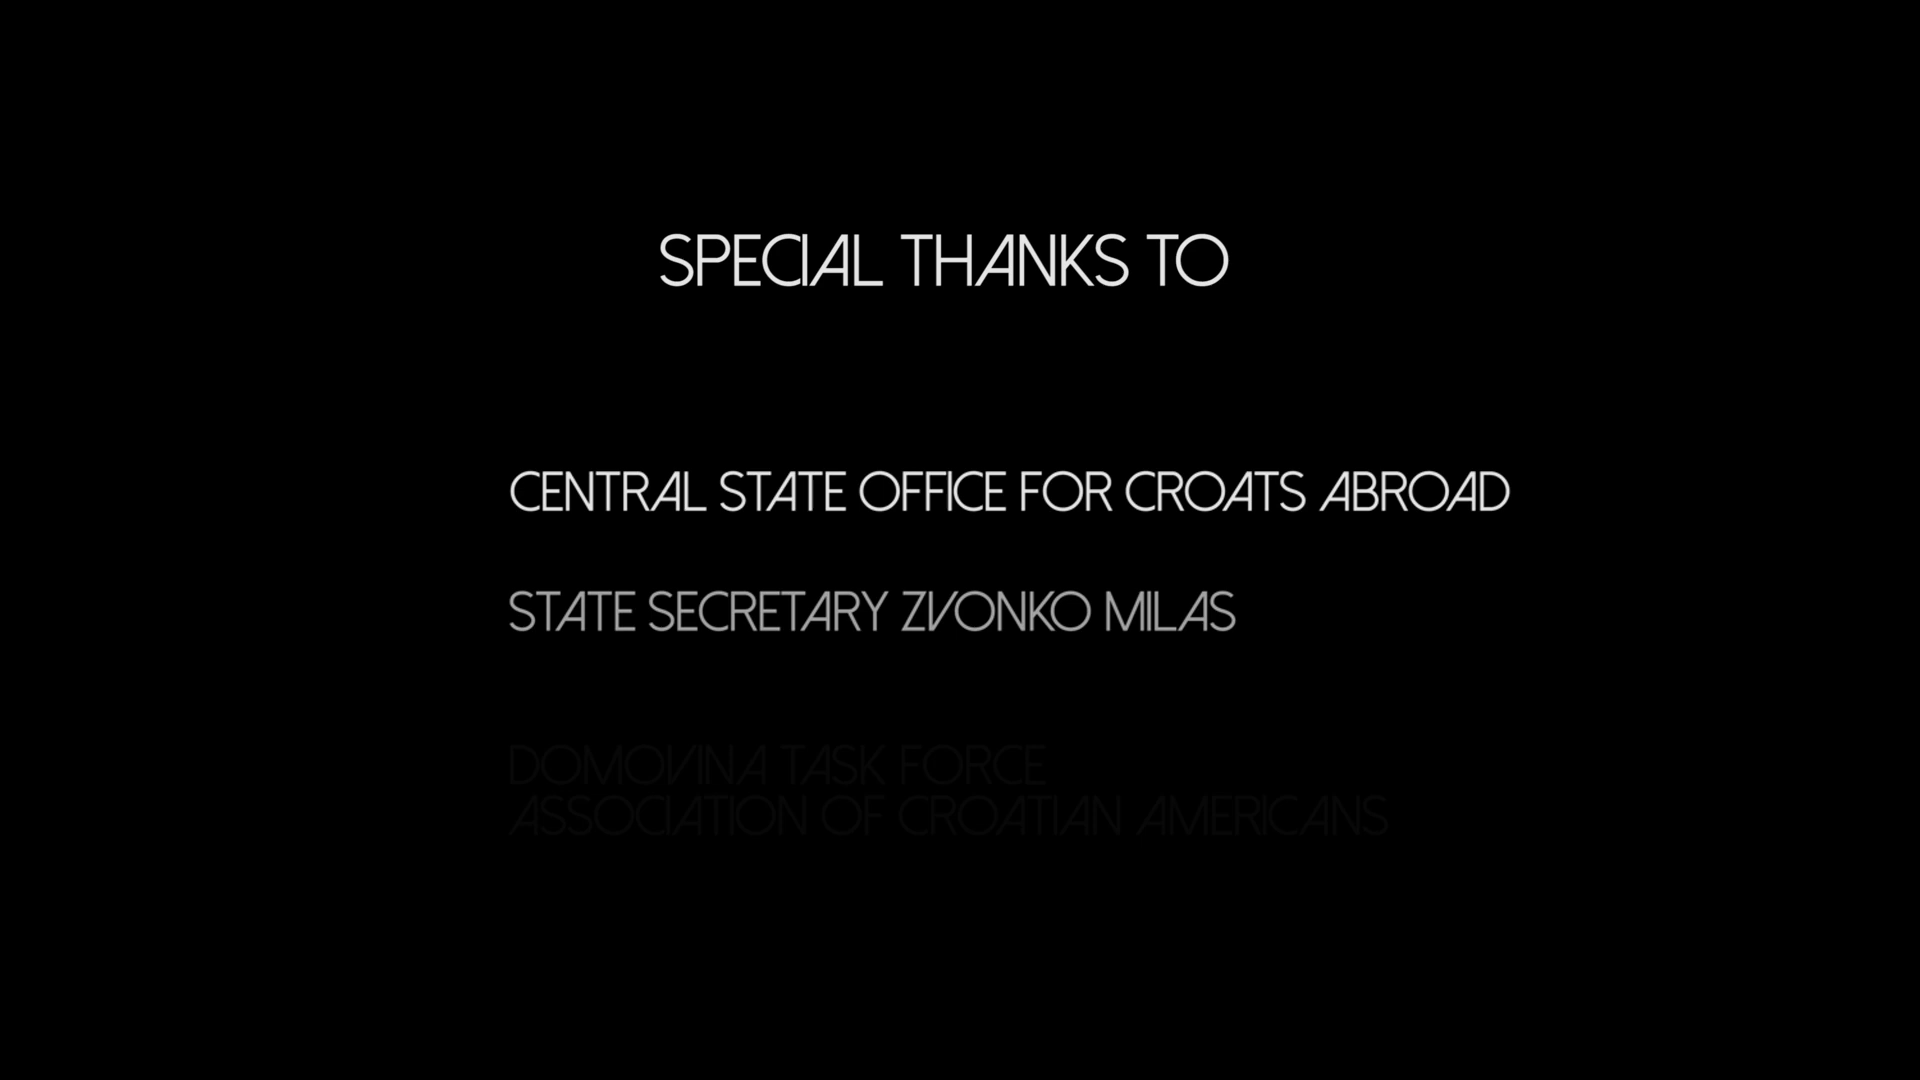 SPECIAL THANKS TO
CENTRAL STATE OFFICE FOR CROATS ABROAD
STATE SECRETARY ZVONKO MILAS
DOMOVINA TASK FORCE
ASSOCIATION OF CROATIAN AMERICANS